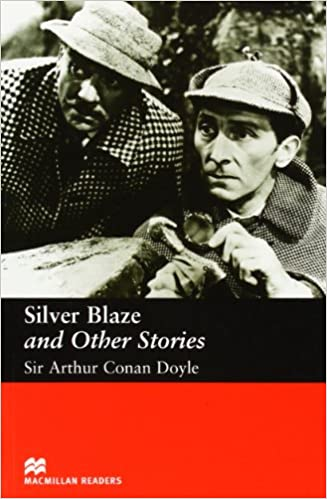 Silver Blaze
and Other Stories
Sir Arthur Conan Doyle
MACMILLAN READERS